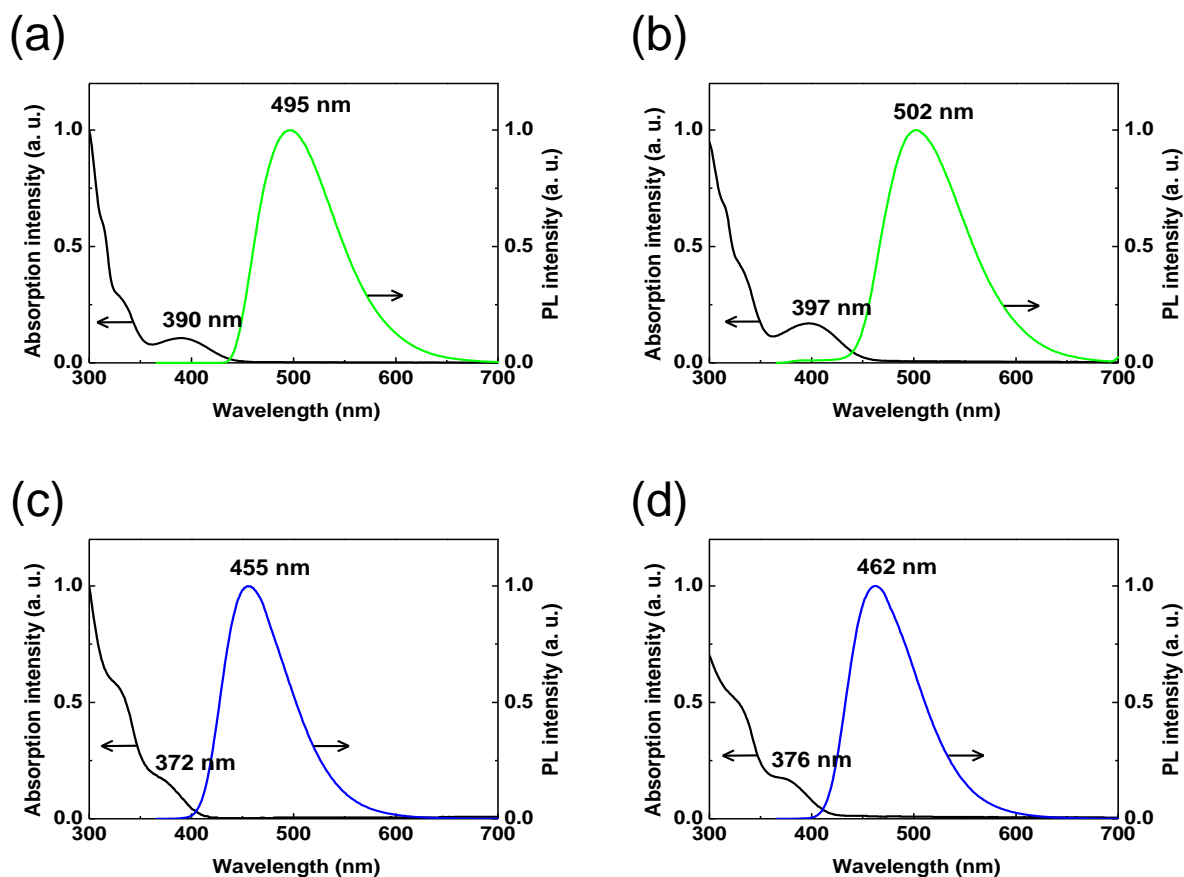 (a)
495 nm
390 nm
1.0
0.5
0.0
Absorption intensity (a. u.)
1.0
0.5
0.0
PL intensity (a. u.)
300 400 500 600 700
Wavelength (nm)
(b)
502 nm
397 nm
1.0
0.5
0.0
Absorption intensity (a. u.)
1.0
0.5
0.0
PL intensity (a. u.)
300 400 500 600 700
Wavelength (nm)
(c)
455 nm
372 nm
1.0
0.5
0.0
Absorption intensity (a. u.)
1.0
0.5
0.0
PL intensity (a. u.)
300 400 500 600 700
Wavelength (nm)
(d)
462 nm
376 nm
1.0
0.5
0.0
Absorption intensity (a. u.)
1.0
0.5
0.0
PL intensity (a. u.)
300 400 500 600 700
Wavelength (nm)